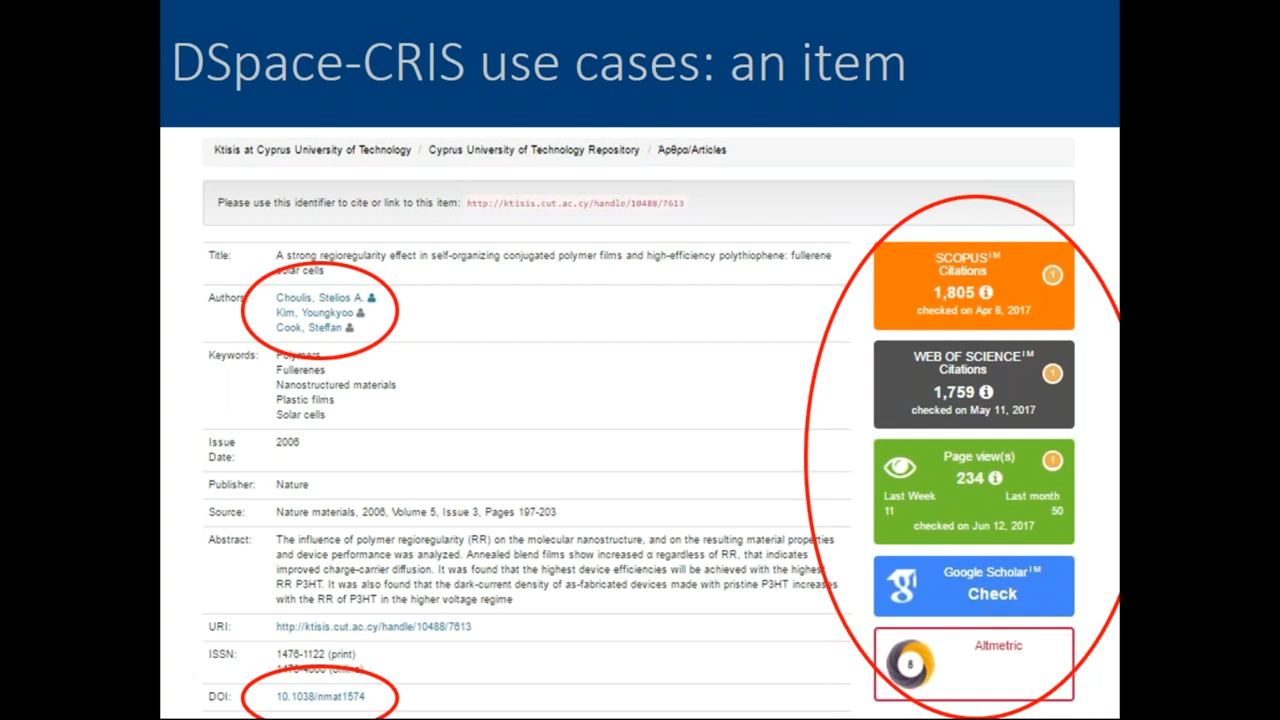 DSpace-CRIS use cases: an item
Ktisis at Cyprus University of Technology / Cyprus University of Technology Repository / Άρθρα/Articles
Please use this identifier to cite or link to this item: http://ktisis.cut.ac.cy/handle/10488/7613
Title: A strong regioregularity effect in self-organizing conjugated polymer films and high-efficiency polythiophene: fullerene
solar cells
Authors: Choulis, Stelios A.
Kim, Youngkyoo
Cook, Steffan
Keywords: Polymers
Fullerenes
Nanostructured materials
Plastic films
Solar cells
Issue 2006
Date:
Publisher: Nature
Source: Nature materials, 2006, Volume 5, Issue 3, Pages 197-203
Abstract: The influence of polymer regioregularity (RR) on the molecular nanostructure, and on the resulting material properties
and device performance was analyzed. Annealed blend films show increased α regardless of RR, that indicates
improved charge-carrier diffusion. It was found that the highest device efficiencies will be achieved with the highest
RR P3HT. It was also found that the dark-current density of as-fabricated devices made with pristine P3HT increases
with the RR of P3HT in the higher voltage regime
URI: http://ktisis.cut.ac.cy/handle/10488/7613
ISSN: 1476-1122 (print)
1476-4660 (online)
DOI: 10.1038/nmat1574
SCOPUS™
Citations 1
1,805
checked on Apr 8, 2017
WEB OF SCIENCE™
Citations 1
1,759
checked on May 11, 2017
Page view(s) 1
234
Last Week Last month
11 50
checked on Jun 12, 2017
Google Scholar™
Check
Altmetric
8